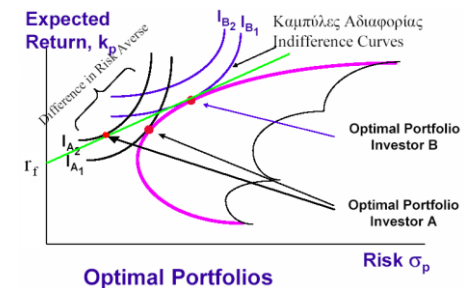 Expected
Return, kp
IB2 IB1
Καμπύλες Αδιαφορίας
Indifference Curves
Difference in Risk Averse
Optimal Portfolio
Investor B
IA2
IA1
rf
Optimal Portfolio
Investor A
Risk σp
Optimal Portfolios